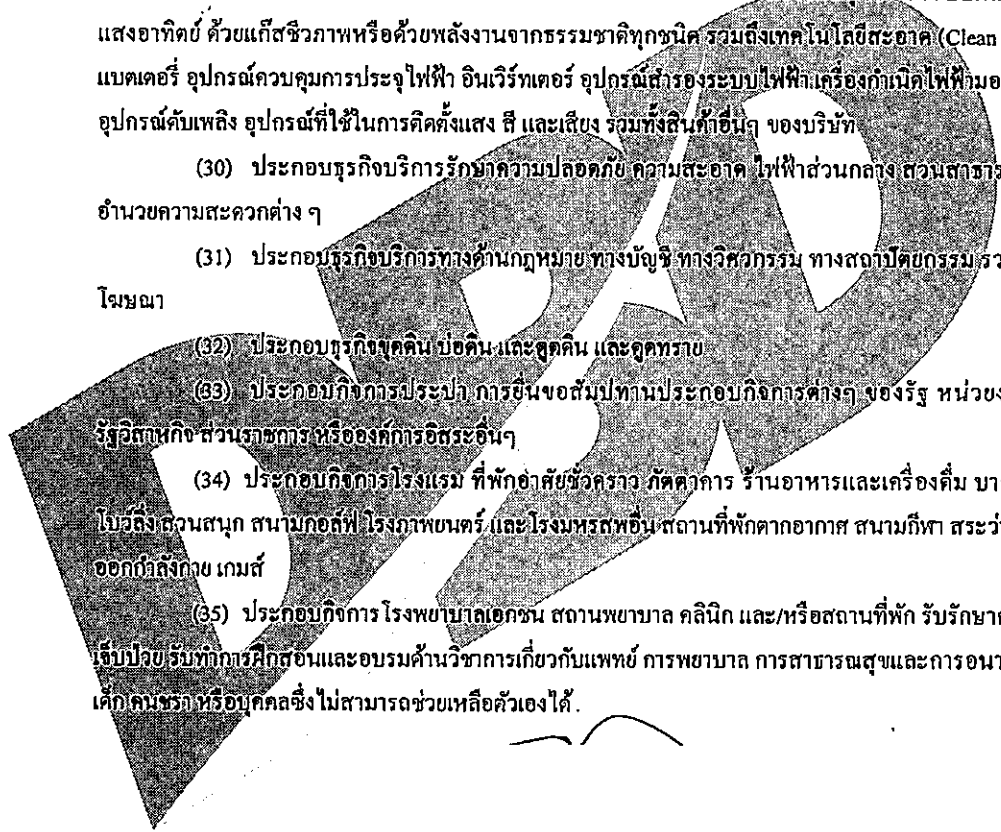 แสงอาทิตย์ ด้วยแก๊สชีวภาพหรือด้วยพลังงานจากธรรมชาติทุกชนิด รวมถึงเทคโนโลยีสะอาด (Clean
แบตเตอรี่ อุปกรณ์ควบคุมการประจุไฟฟ้า อินเวิร์ทเตอร์ อุปกรณ์สำรองระบบไฟฟ้า เครื่องกำเนิดไฟฟ้ามอ
อุปกรณ์ดับเพลิง อุปกรณ์ที่ใช้ในการติดตั้งแสง สี และเสียง รวมทั้งสินค้าอื่นๆ ของบริษัท
(30) ประกอบธุรกิจบริการรักษาความปลอดภัย ความสะอาด ไฟฟ้าส่วนกลาง สวนสาธาร
อำนวยความสะดวกต่าง ๆ
(31) ประกอบธุรกิจบริการทางด้านกฎหมาย ทางบัญชี ทางวิศวกรรม ทางสถาปัตยกรรม รว
โฆษณา
(32) ประกอบธุรกิจขุดดิน บ่อดิน และดูดดิน และดูดทราย
(33) ประกอบกิจการประปา การยื่นขอสัมปทานประกอบกิจการต่างๆ ของรัฐ หน่วยง
รัฐวิสาหกิจ ส่วนราชการ หรือองค์การอิสระอื่นๆ
(34) ประกอบกิจการโรงแรม ที่พักอาศัยชั่วคราว ภัตตาคาร ร้านอาหารและเครื่องดื่ม บา
โบว์ลิ่ง สวนสนุก สนามกอล์ฟ โรงภาพยนตร์ และโรงมหรสพอื่น สถานที่พักตากอากาศ สนามกีฬา สระว่
ออกกำลังกาย เกมส์
(35) ประกอบกิจการโรงพยาบาลเอกชน สถานพยาบาล คลินิก และ/หรือสถานที่พัก รับรักษาค
เจ็บป่วย รับทำการฝึกสอนและอบรมด้านวิชาการเกี่ยวกับแพทย์ การพยาบาล การสาธารณสุขและการอนา
เด็ก คนชรา หรือบุคคลซึ่งไม่สามารถช่วยเหลือตัวเองได้ .
DBD